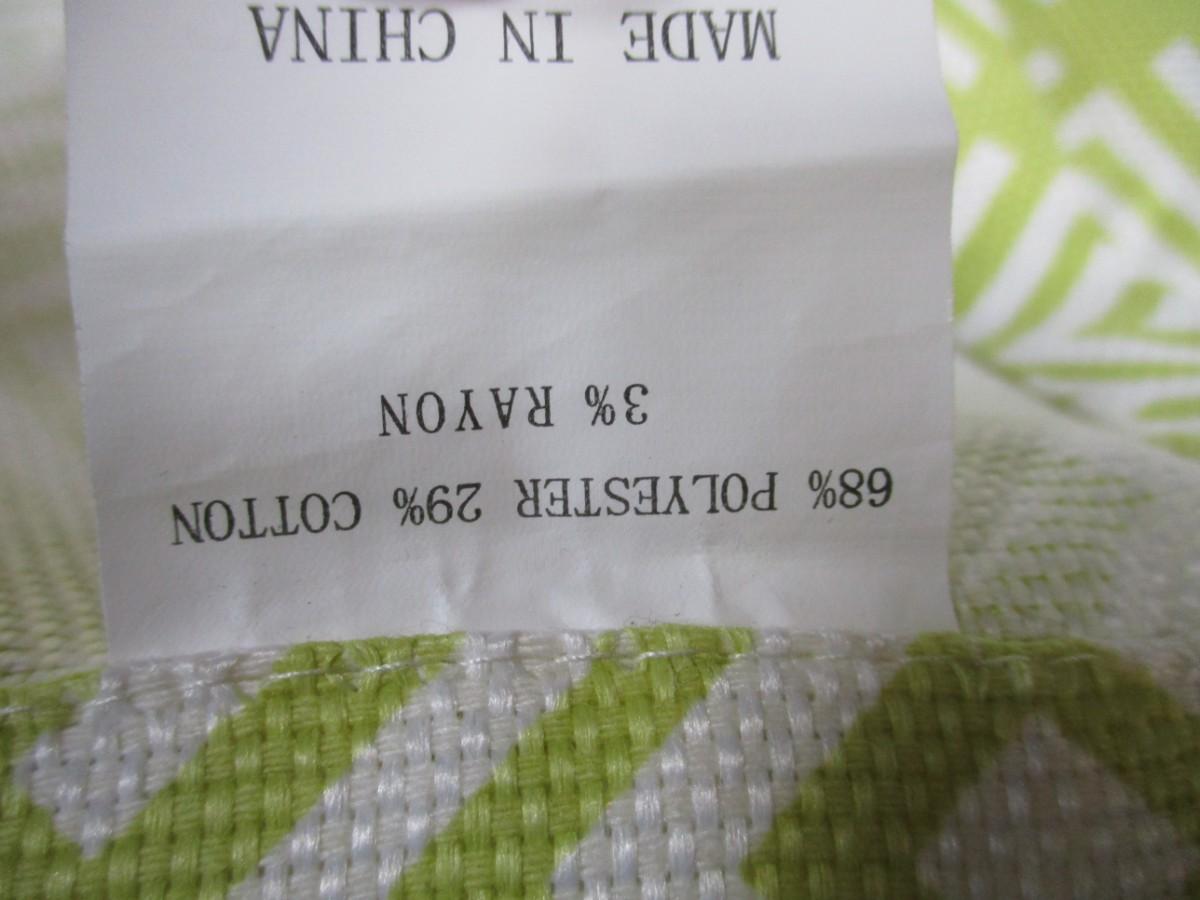 68% POLYESTER 29% COTTON
3% RAYON
MADE IN CHINA